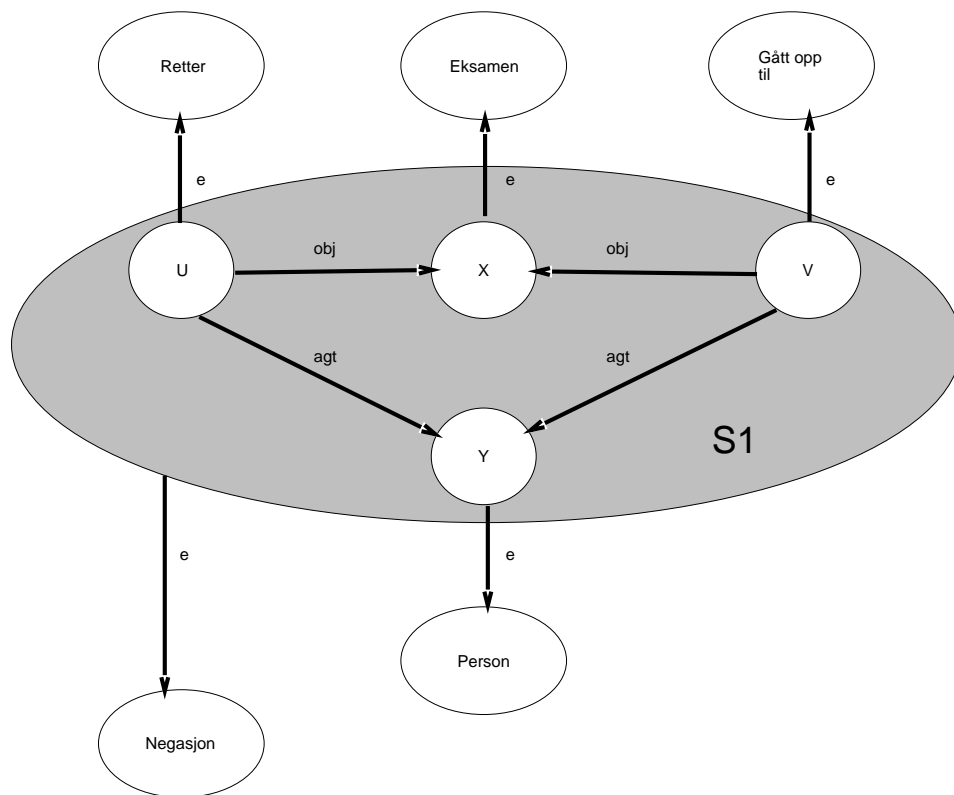 Retter
Eksamen
Gått opp
til
e
e
e
U
obj
X
obj
V
agt
agt
Y
S1
e
e
Person
Negasjon